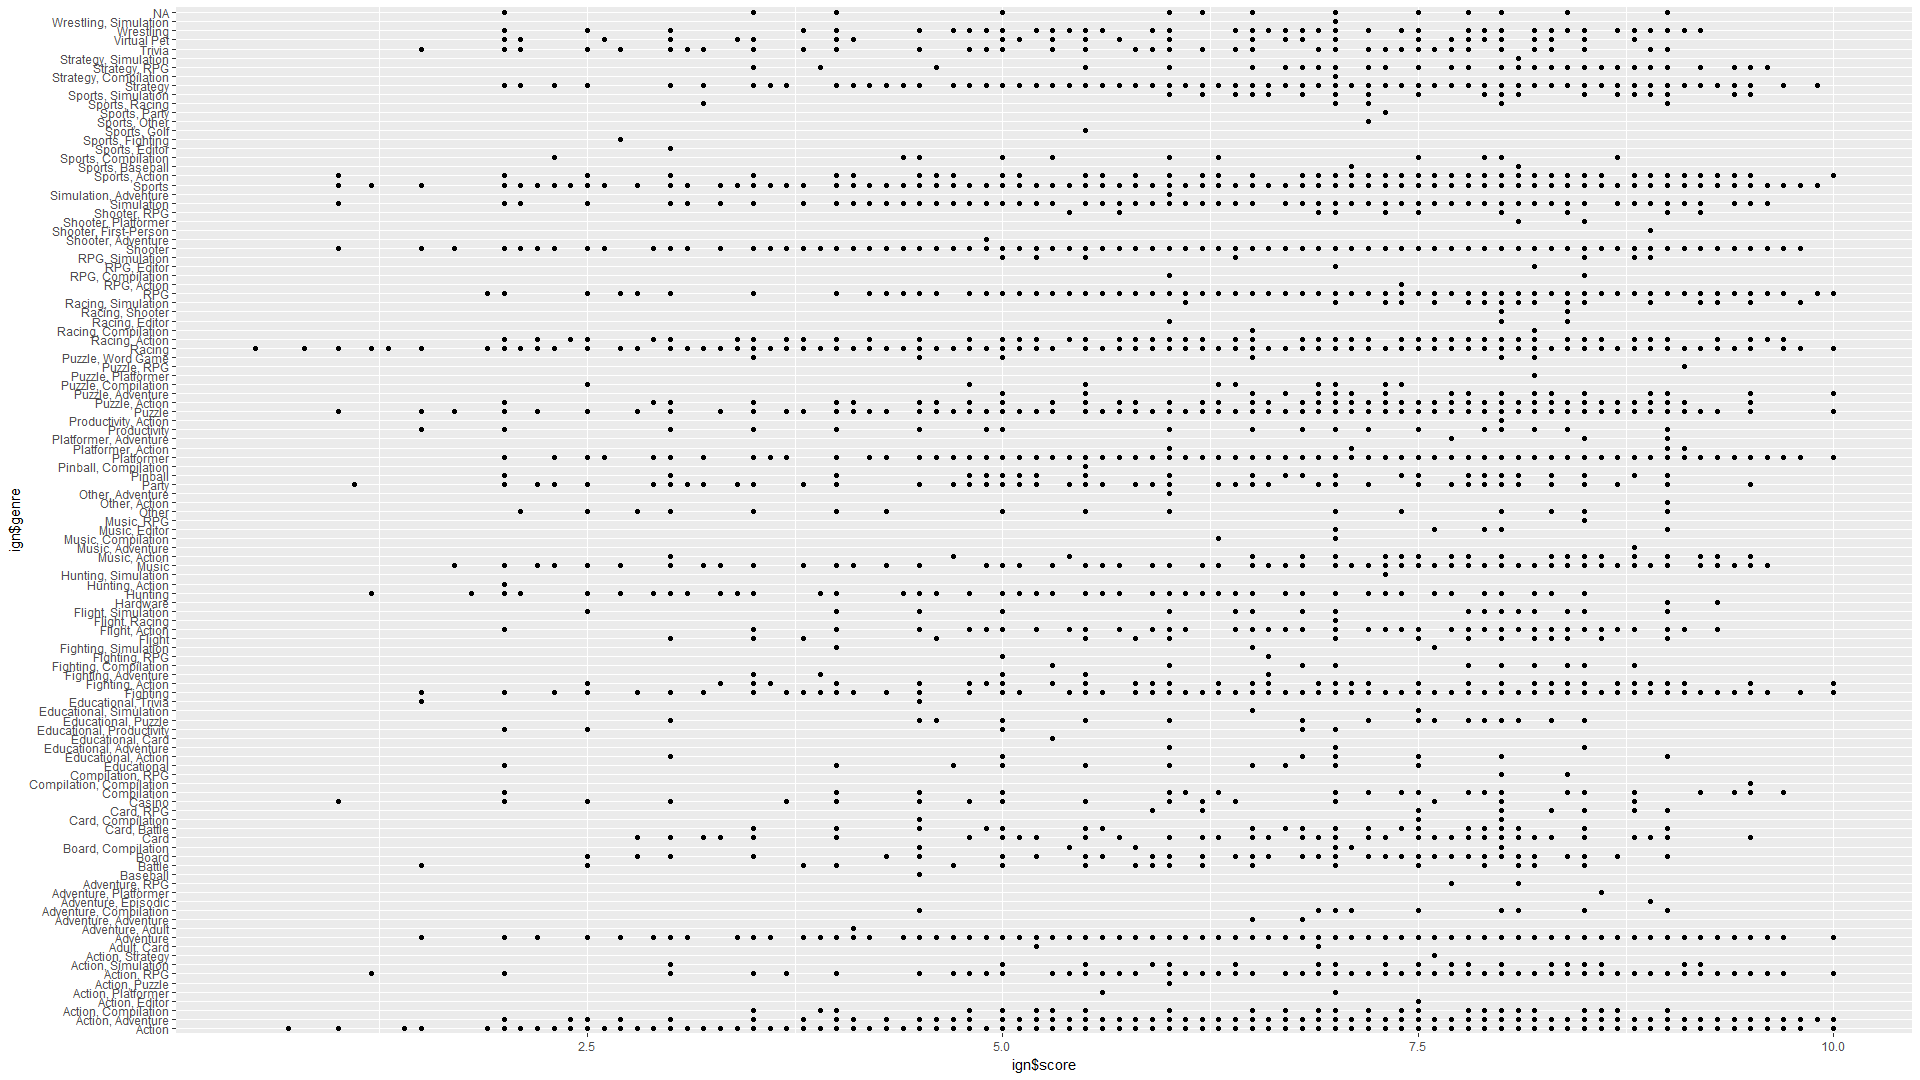 NA
Wrestling, Simulation
Wrestling
Virtual Pet
Trivia
Strategy, Simulation
Strategy, RPG
Strategy, Compilation
Strategy
Sports, Simulation
Sports, Racing
Sports, Party
Sports, Other
Sports, Golf
Sports, Fighting
Sports, Editor
Sports, Compilation
Sports, Baseball
Sports, Action
Sports
Simulation, Adventure
Simulation
Shooter, RPG
Shooter, Platformer
Shooter, First-Person
Shooter, Adventure
Shooter
RPG, Simulation
RPG, Editor
RPG, Compilation
RPG, Action
RPG
Racing, Simulation
Racing, Shooter
Racing, Editor
Racing, Compilation
Racing, Action
Racing
Puzzle, Word Game
Puzzle, RPG
Puzzle, Platformer
Puzzle, Compilation
Puzzle, Adventure
Puzzle, Action
Puzzle
Productivity, Action
Productivity
Platformer, Adventure
Platformer, Action
Platformer
Pinball, Compilation
Pinball
Party
Other, Adventure
Other, Action
Other
Music, RPG
Music, Editor
Music, Compilation
Music, Adventure
Music, Action
Music
Hunting, Simulation
Hunting, Action
Hunting
Hardware
Flight, Simulation
Flight, Racing
Flight, Action
Flight
Fighting, Simulation
Fighting, RPG
Fighting, Compilation
Fighting, Adventure
Fighting, Action
Fighting
Educational, Trivia
Educational, Simulation
Educational, Puzzle
Educational, Productivity
Educational, Card
Educational, Adventure
Educational, Action
Educational
Compilation, RPG
Compilation, Compilation
Compilation
Casino
Card, RPG
Card, Compilation
Card, Battle
Card
Board, Compilation
Board
Battle
Baseball
Adventure, RPG
Adventure, Platformer
Adventure, Episodic
Adventure, Compilation
Adventure, Adventure
Adventure, Adult
Adventure
Adult, Card
Action, Strategy
Action, Simulation
Action, RPG
Action, Puzzle
Action, Platformer
Action, Editor
Action, Compilation
Action, Adventure
Action
ign$genre
2.5 5.0 7.5 10.0
ign$score